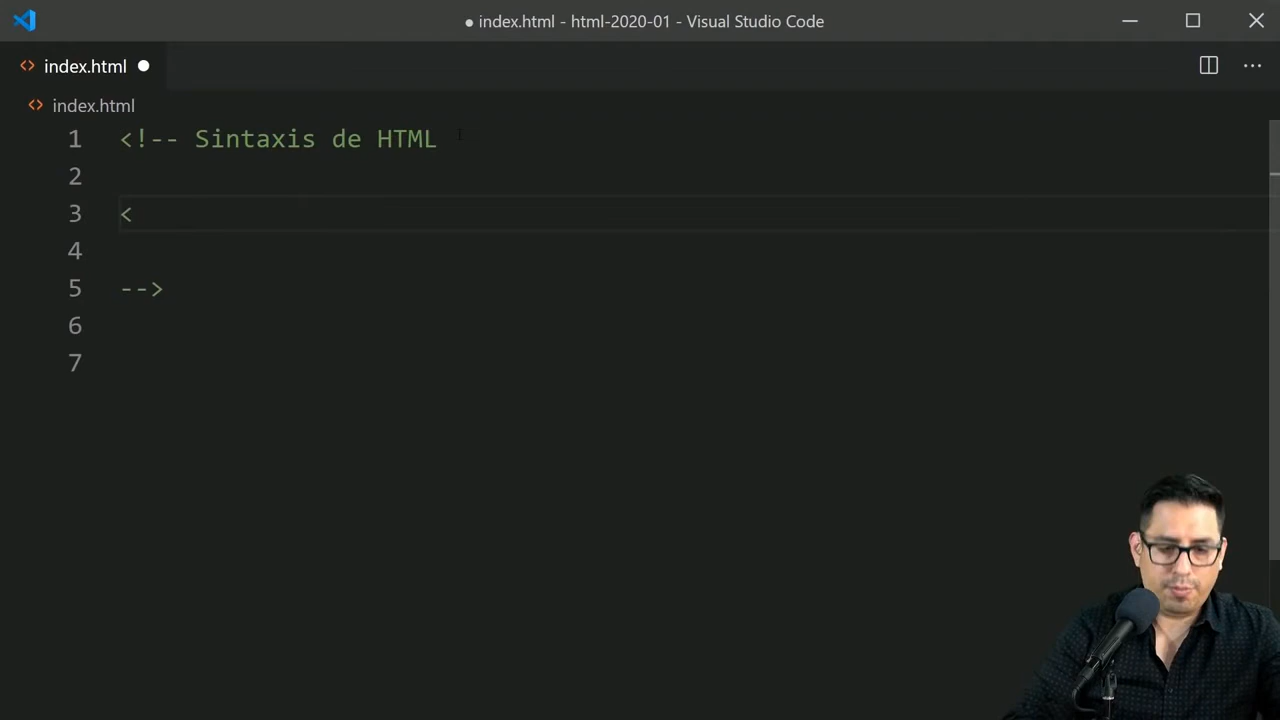 ● index.html - html-2020-01 - Visual Studio Code
index.html
index.html
1 <!-- Sintaxis de HTML
2
3 <
4
5 -->
6
7